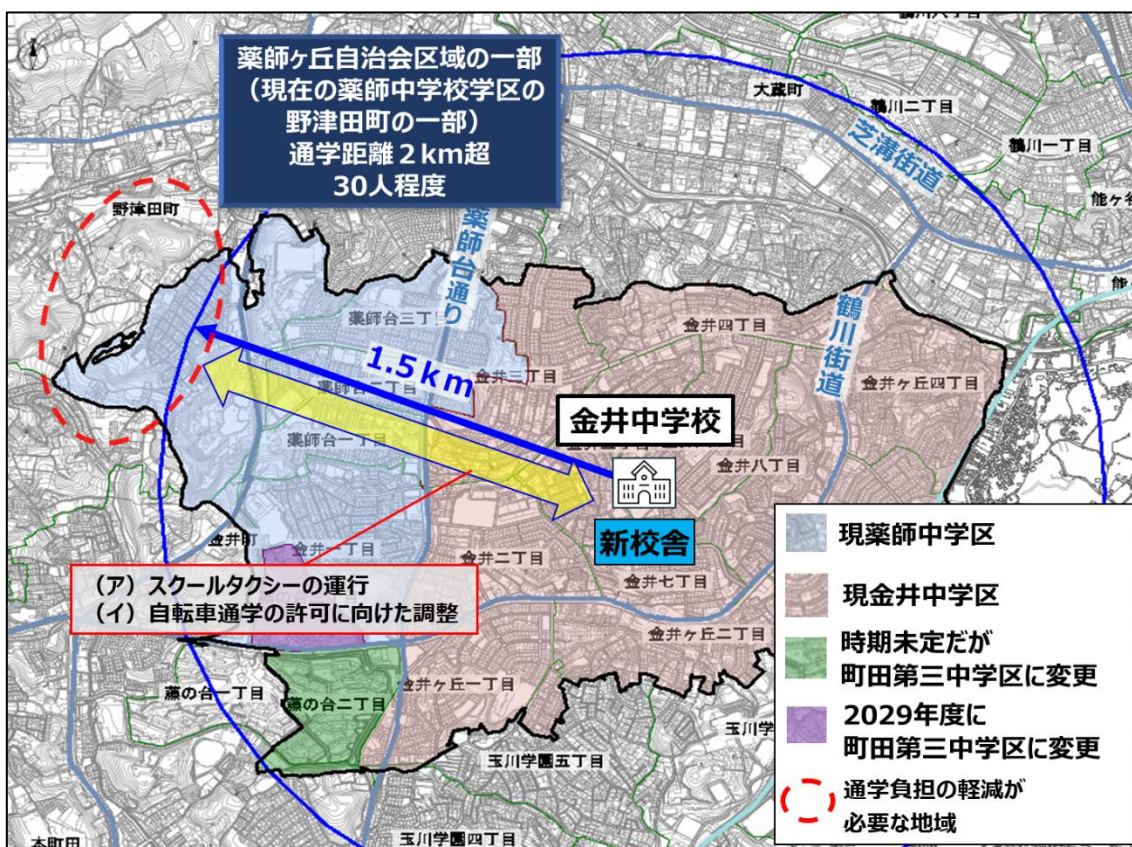 薬師ヶ丘自治会区域の一部
（現在の薬師中学校学区の
野津田町の一部）
通学距離２km超
30人程度
大蔵町
鶴川二丁目
鶴川一丁目
芝溝街道
能ヶ谷
野津田町
薬師台通り
能
薬師台三丁目
金井四丁目
鶴川街道
1.5km
金井三丁目
金井ヶ丘四丁目
薬師台二丁目
金井中学校
薬師台一丁目
金井八丁目
新校舎
金井町
金井一丁目
金井二丁目
金井七丁目
（ア）スクールタクシーの運行
（イ）自転車通学の許可に向けた調整
金井ヶ丘二丁目
藤の台一丁目
藤の台二丁目
金井ヶ丘一丁目
玉川学園五丁目
玉川学
玉川学園四丁目
本町田
現薬師中学区
現金井中学区
時期未定だが
町田第三中学区に変更
2029年度に
町田第三中学区に変更
通学負担の軽減が
必要な地域